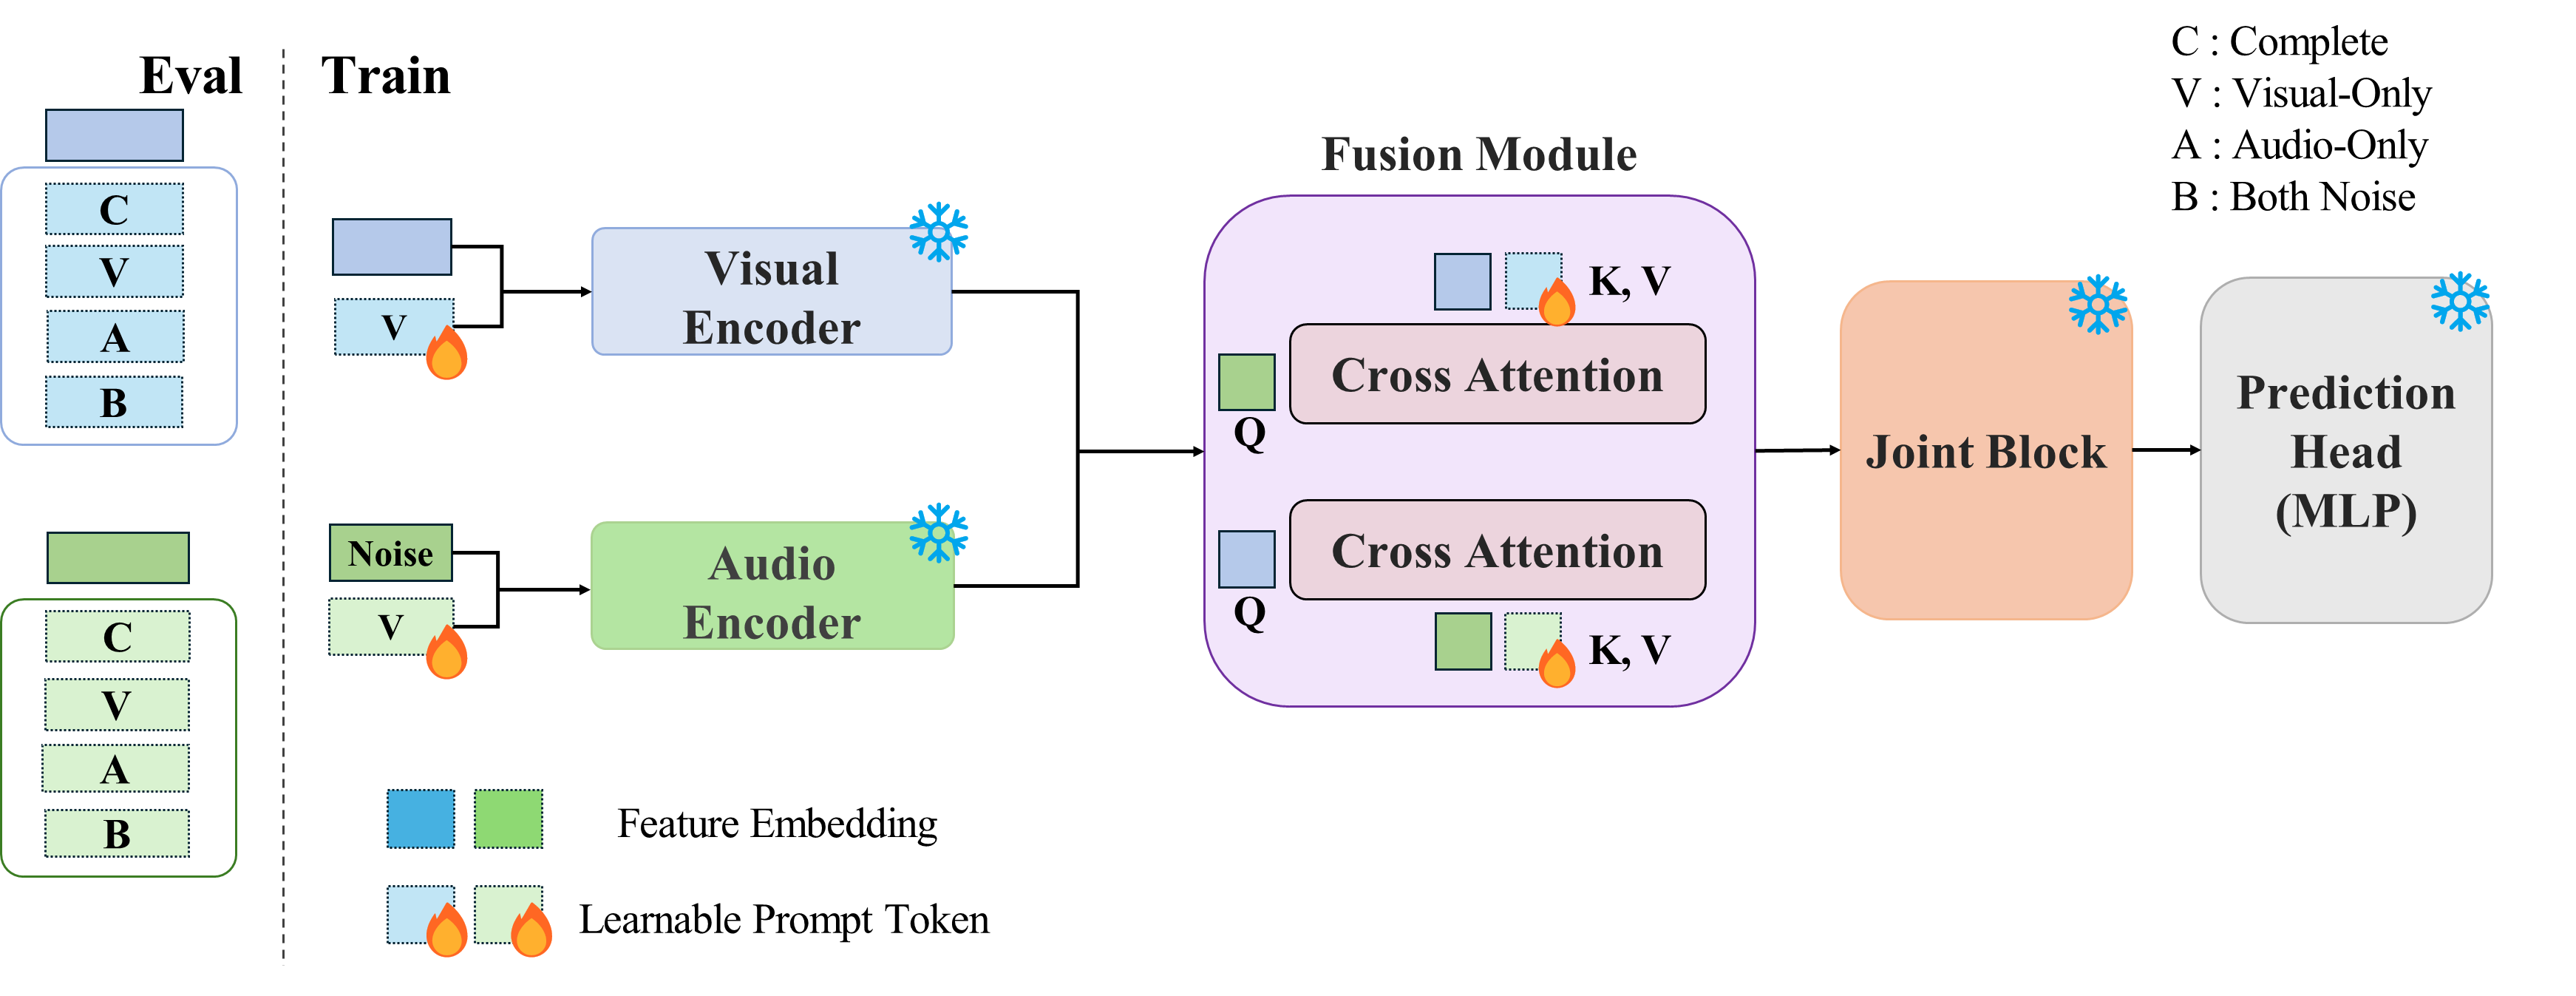 Eval
Train
C : Complete
V : Visual-Only
A : Audio-Only
B : Both Noise
C
V
A
B
C
V
A
B
V
Visual
Encoder
Noise
V
Audio
Encoder
Fusion Module
K, V
Cross Attention
Q
Cross Attention
Q
K, V
Joint Block
Prediction
Head
(MLP)
Feature Embedding
Learnable Prompt Token